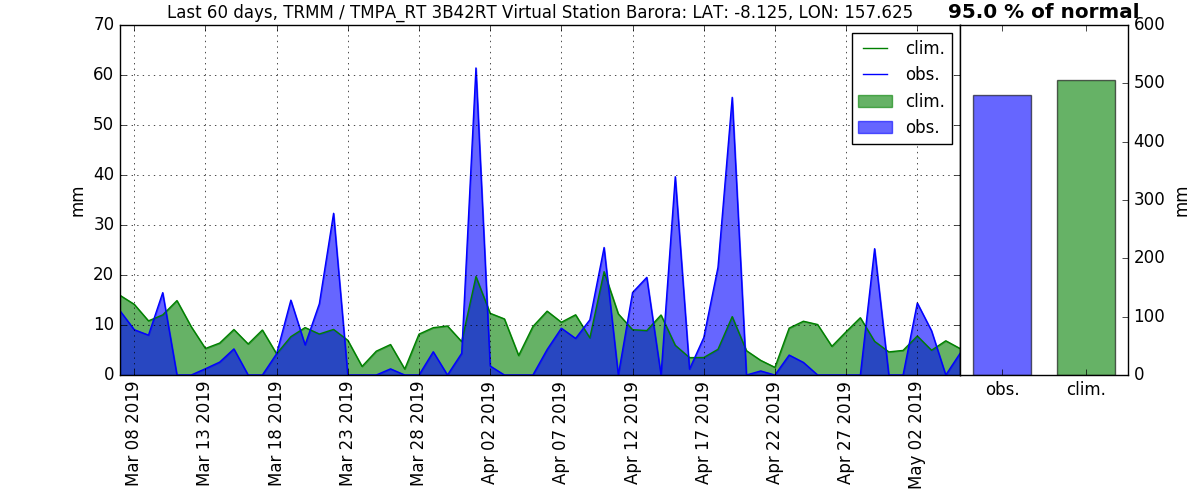 Last 60 days, TRMM / TMPA_RT 3B42RT Virtual Station Barora: LAT: -8.125, LON: 157.625
95.0 % of normal
70
60
50
40
30
20
10
0
mm
clim.
obs.
clim.
obs.
600
500
400
300
200
100
0
mm
obs.
clim.
Mar 08 2019
Mar 13 2019
Mar 18 2019
Mar 23 2019
Mar 28 2019
Apr 02 2019
Apr 07 2019
Apr 12 2019
Apr 17 2019
Apr 22 2019
Apr 27 2019
May 02 2019